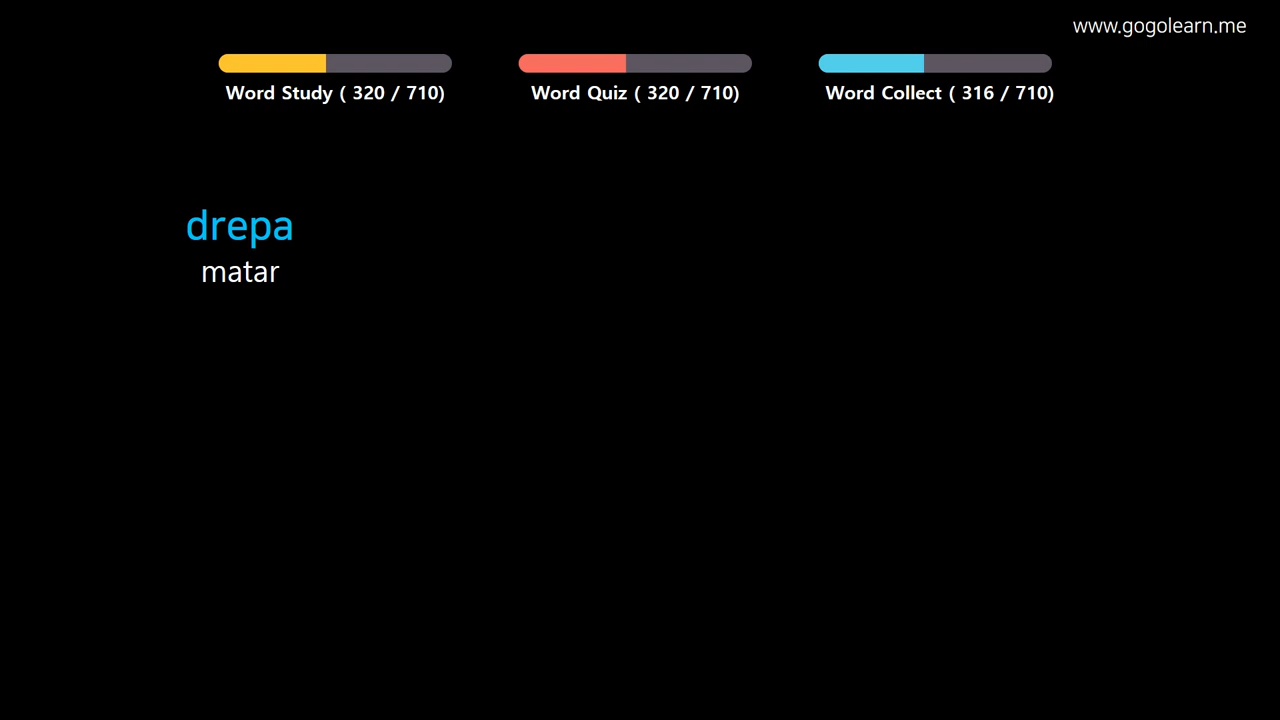 www.gogolearn.me
Word Study ( 320 / 710)
Word Quiz ( 320 / 710)
Word Collect ( 316 / 710)
drepa
matar